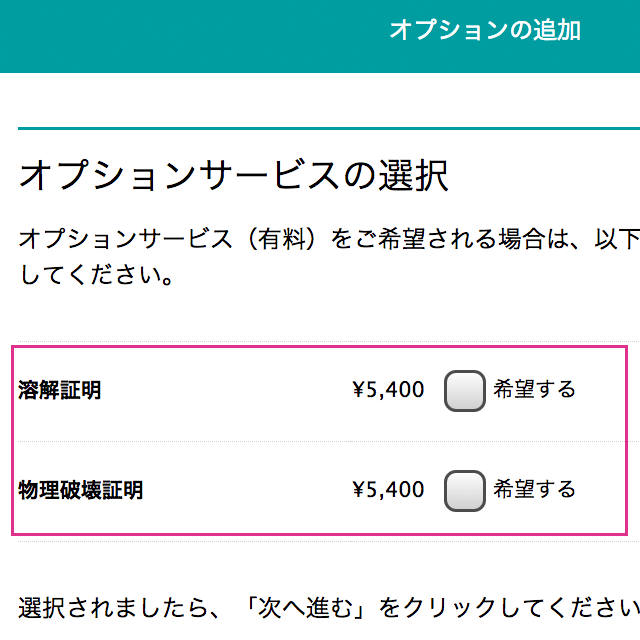 オプションの追加
オプションサービスの選択
オプションサービス（有料）をご希望される場合は、以下
してください。
溶解証明 ¥5,400 希望する
物理破壊証明 ¥5,400 希望する
選択されましたら、「次へ進む」をクリックしてください